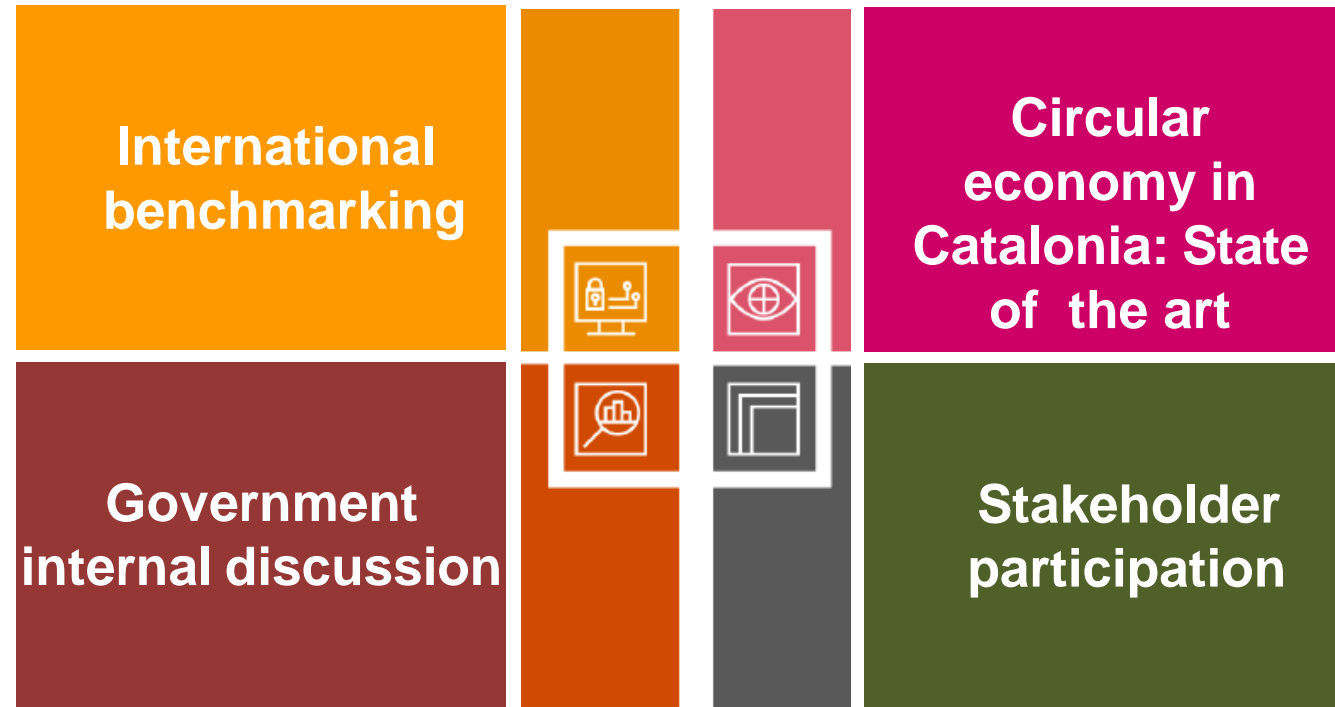 International
benchmarking
Circular
economy in
Catalonia: State
of the art
Government
internal discussion
Stakeholder
participation